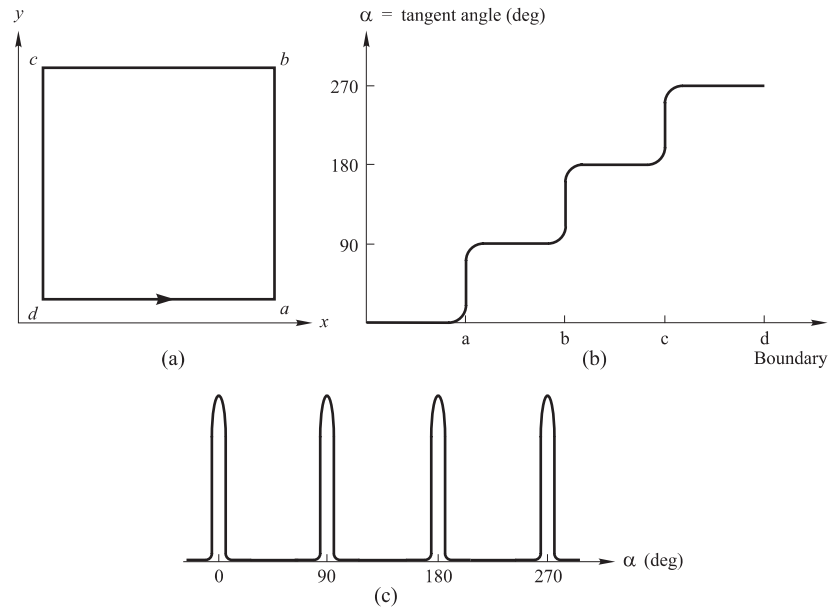 y
c
b
d
a
x
(a)
α = tangent angle (deg)
270
180
90
a
b
c
d
(b)
Boundary
0
90
180
270
α (deg)
(c)